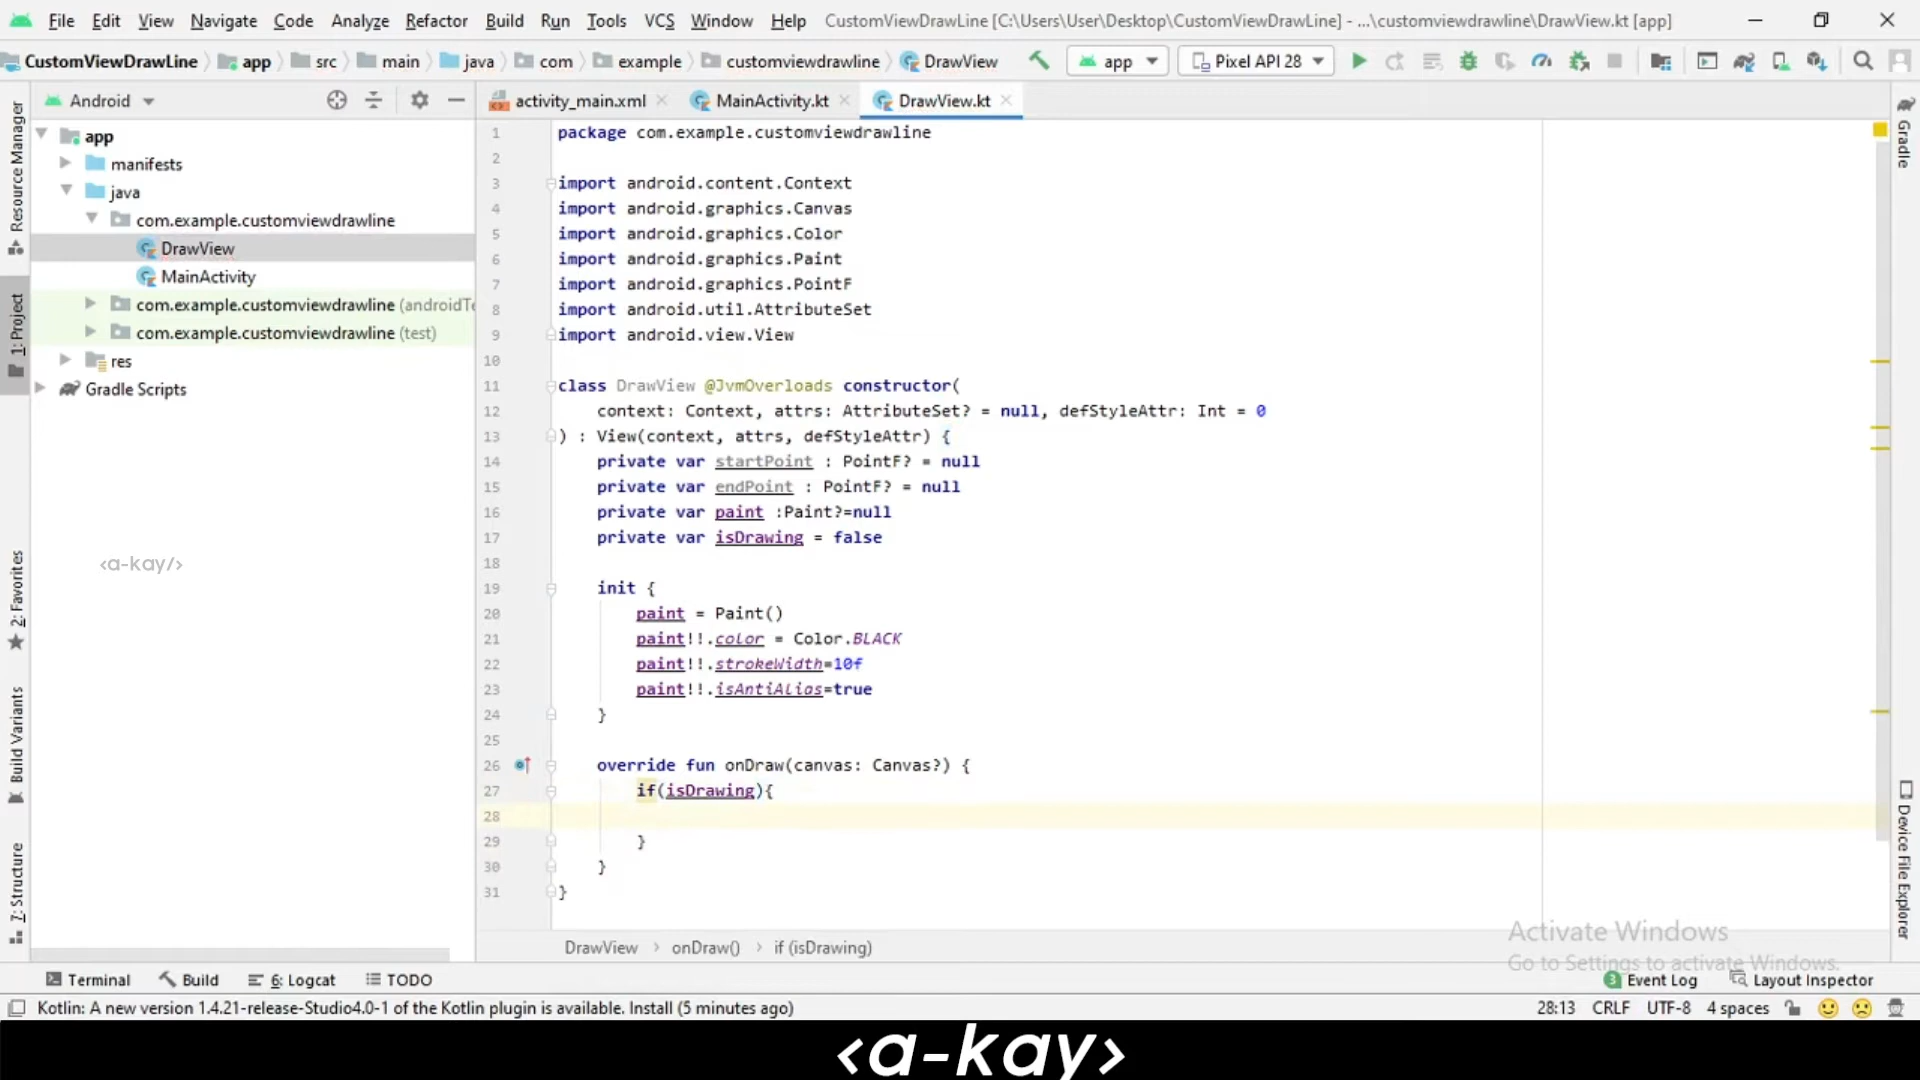 File Edit View Navigate Code Analyze Refactor Build Run Tools VCS Window Help CustomViewDrawLine [C:\Users\User\Desktop\CustomViewDrawLine] - ...\customviewdrawline\DrawView.kt [app]
CustomViewDrawLine app src main java com example customviewdrawline DrawView app Pixel API 28
Android
activity_main.xml MainActivity.kt DrawView.kt
app
manifests
java
com.example.customviewdrawline
DrawView
MainActivity
com.example.customviewdrawline (androidTe
com.example.customviewdrawline (test)
res
Gradle Scripts
<a-kay/>
Resource Manager
1: Project
2: Favorites
Build Variants
7: Structure
1 package com.example.customviewdrawline
2
3 import android.content.Context
4 import android.graphics.Canvas
5 import android.graphics.Color
6 import android.graphics.Paint
7 import android.graphics.PointF
8 import android.util.AttributeSet
9 import android.view.View
10
11 class DrawView @JvmOverloads constructor(
12 context: Context, attrs: AttributeSet? = null, defStyleAttr: Int = 0
13 ) : View(context, attrs, defStyleAttr) {
14 private var startPoint : PointF? = null
15 private var endPoint : PointF? = null
16 private var paint :Paint?=null
17 private var isDrawing = false
18
19 init {
20 paint = Paint()
21 paint!!.color = Color.BLACK
22 paint!!.strokeWidth=10f
23 paint!!.isAntiAlias=true
24 }
25
26 override fun onDraw(canvas: Canvas?) {
27 if(isDrawing){
28
29 }
30 }
31 }
Gradle
Device File Explorer
DrawView > onDraw() > if (isDrawing)
Activate Windows
Go to Settings to activate Windows.
Terminal Build 6: Logcat TODO 3 Event Log Layout Inspector
Kotlin: A new version 1.4.21-release-Studio4.0-1 of the Kotlin plugin is available. Install (5 minutes ago) 28:13 CRLF UTF-8 4 spaces
<a-kay>